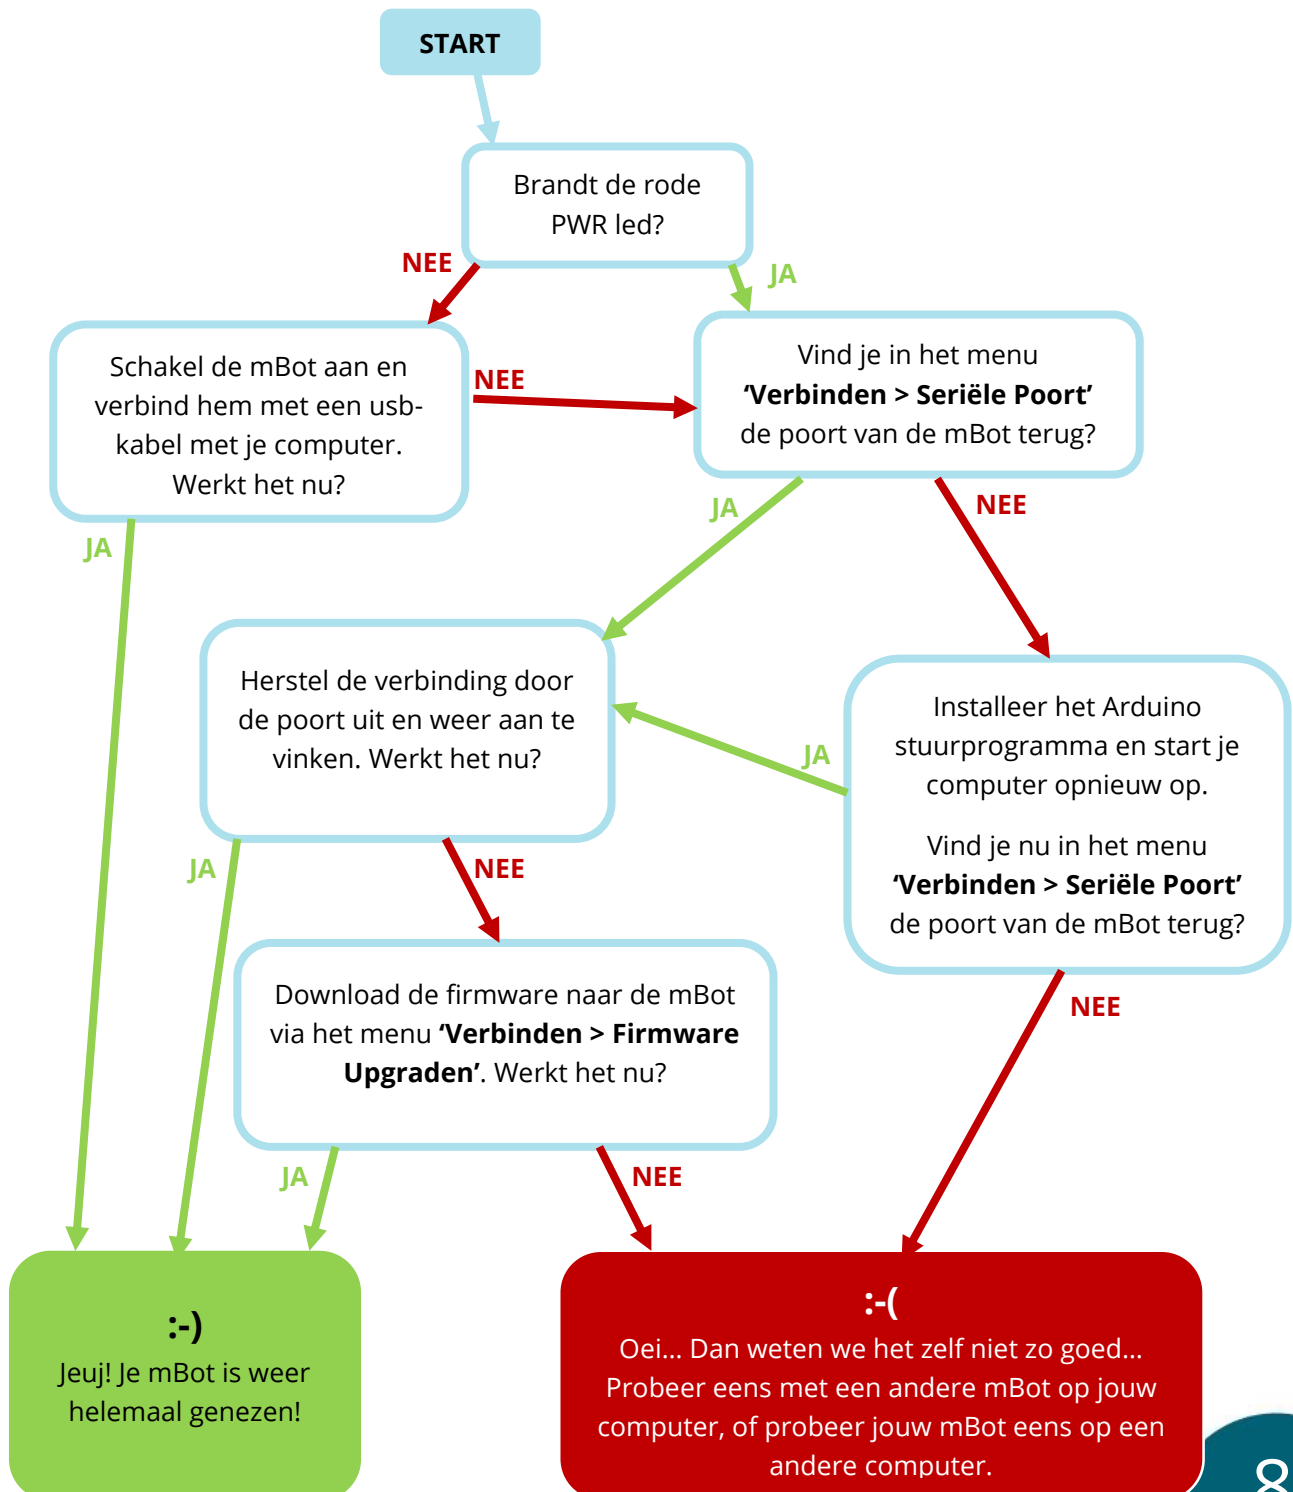 START
Brandt de rode
PWR led?
NEE
JA
Schakel de mBot aan en
verbind hem met een usb-
kabel met je computer.
Werkt het nu?
NEE
Vind je in het menu
‘Verbinden > Seriële Poort’
de poort van de mBot terug?
JA
JA
NEE
Herstel de verbinding door
de poort uit en weer aan te
vinken. Werkt het nu?
JA
Installeer het Arduino
stuurprogramma en start je
computer opnieuw op.
Vind je nu in het menu
‘Verbinden > Seriële Poort’
de poort van de mBot terug?
JA
NEE
Download de firmware naar de mBot
via het menu ‘Verbinden > Firmware
Upgraden’. Werkt het nu?
NEE
JA
NEE
:-)
Jeuj! Je mBot is weer
helemaal genezen!
:-(
Oei... Dan weten we het zelf niet zo goed...
Probeer eens met een andere mBot op jouw
computer, of probeer jouw mBot eens op een
andere computer.
8